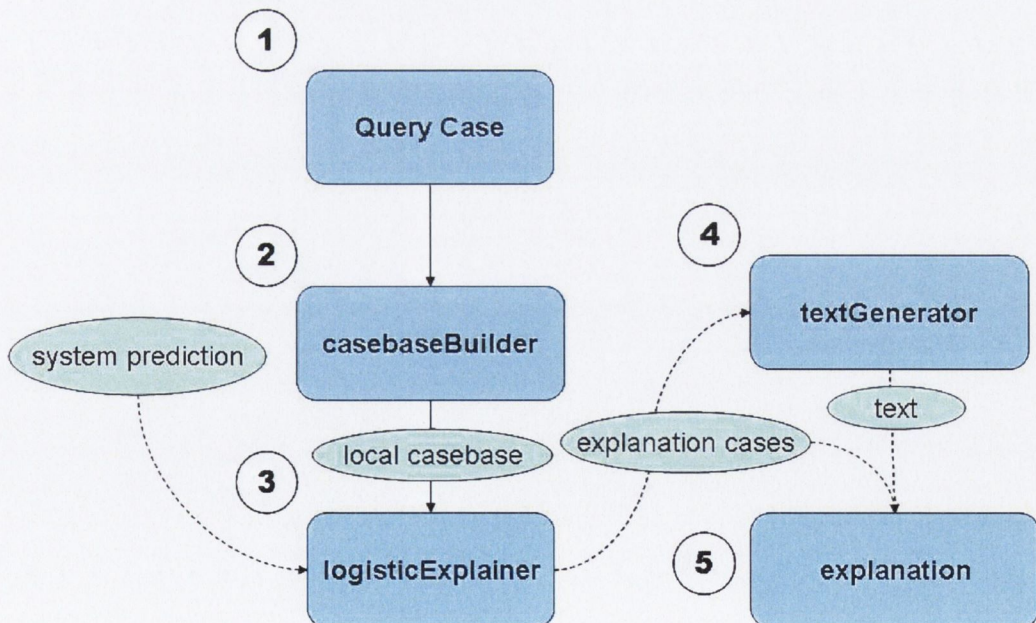 1
Query Case
2
casebaseBuilder
system prediction
local casebase
3
logisticExplainer
explanation cases
4
textGenerator
text
5
explanation